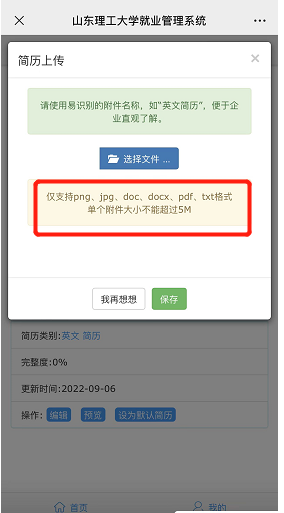 山东理工大学就业管理系统
简历上传
请使用易识别的附件名称，如“英文简历”，便于企
业直观了解。
选择文件 ...
仅支持png、jpg、doc、docx、pdf、txt格式
单个附件大小不能超过5M
我再想想 保存
简历类别:英文 简历
完整度:0%
更新时间:2022-09-06
操作: 编辑 预览 设为默认简历
首页 我的